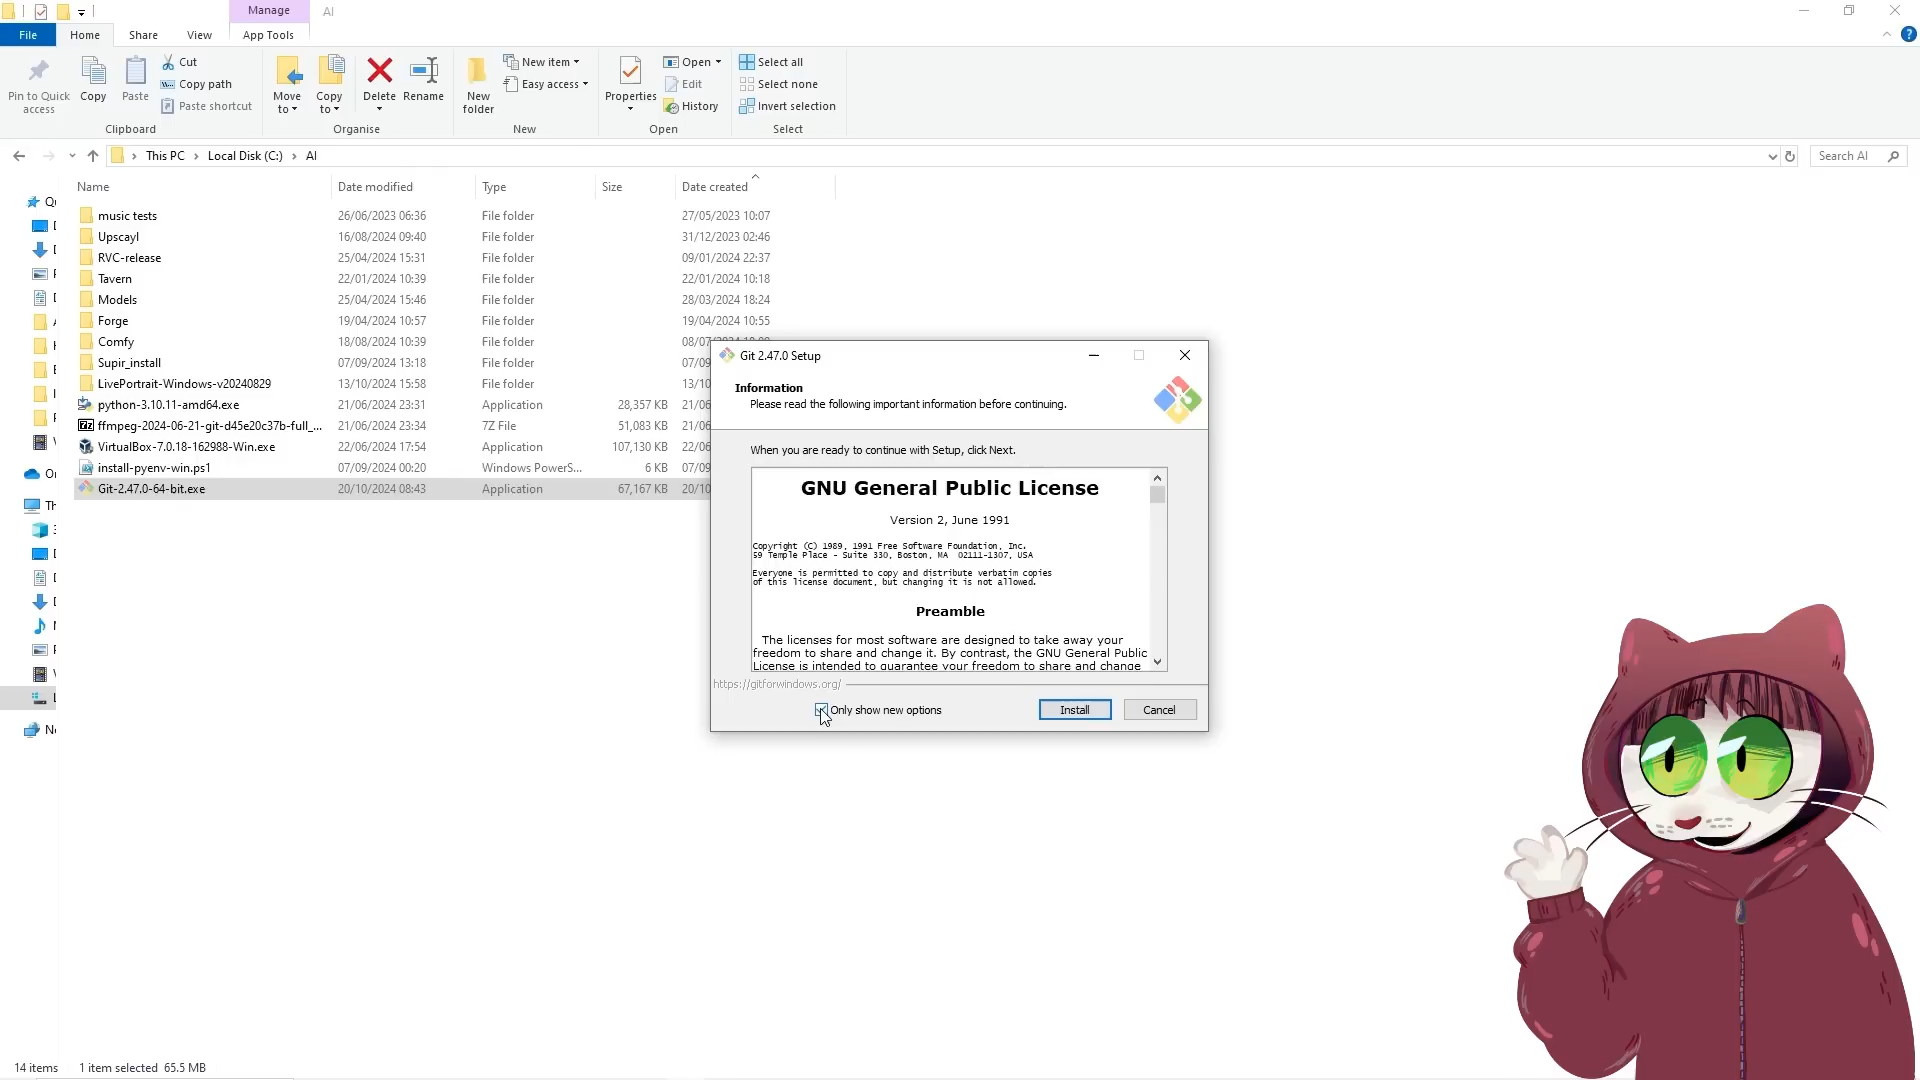 Manage
AI
File
Home
Share
View
App Tools
Pin to Quick access
Copy
Paste
Cut
Copy path
Paste shortcut
Clipboard
Move to
Copy to
Delete
Rename
Organise
New folder
New item
Easy access
New
Properties
Open
Edit
History
Open
Select all
Select none
Invert selection
Select
This PC › Local Disk (C:) › AI
Search AI
Name Date modified Type Size Date created
music tests 26/06/2023 06:36 File folder 27/05/2023 10:07
Upscayl 16/08/2024 09:40 File folder 31/12/2023 02:46
RVC-release 25/04/2024 15:31 File folder 09/01/2024 22:37
Tavern 22/01/2024 10:39 File folder 22/01/2024 10:18
Models 25/04/2024 15:46 File folder 28/03/2024 18:24
Forge 19/04/2024 10:57 File folder 19/04/2024 10:55
Comfy 18/08/2024 10:39 File folder 08/07
Supir_install 07/09/2024 13:18 File folder 07/09
LivePortrait-Windows-v20240829 13/10/2024 15:58 File folder 13/10
python-3.10.11-amd64.exe 21/06/2024 23:31 Application 28,357 KB 21/06
ffmpeg-2024-06-21-git-d45e20c37b-full_... 21/06/2024 23:34 7Z File 51,083 KB 21/06
VirtualBox-7.0.18-162988-Win.exe 22/06/2024 17:54 Application 107,130 KB 22/06
install-pyenv-win.ps1 07/09/2024 00:20 Windows PowerS... 6 KB 07/09
Git-2.47.0-64-bit.exe 20/10/2024 08:43 Application 67,167 KB 20/10
Git 2.47.0 Setup
Information
Please read the following important information before continuing.
When you are ready to continue with Setup, click Next.
GNU General Public License
Version 2, June 1991
Copyright (C) 1989, 1991 Free Software Foundation, Inc.
59 Temple Place - Suite 330, Boston, MA 02111-1307, USA
Everyone is permitted to copy and distribute verbatim copies
of this license document, but changing it is not allowed.
Preamble
The licenses for most software are designed to take away your
freedom to share and change it. By contrast, the GNU General Public
License is intended to guarantee your freedom to share and change
https://gitforwindows.org/
Only show new options
Install
Cancel
14 items 1 item selected 65.5 MB